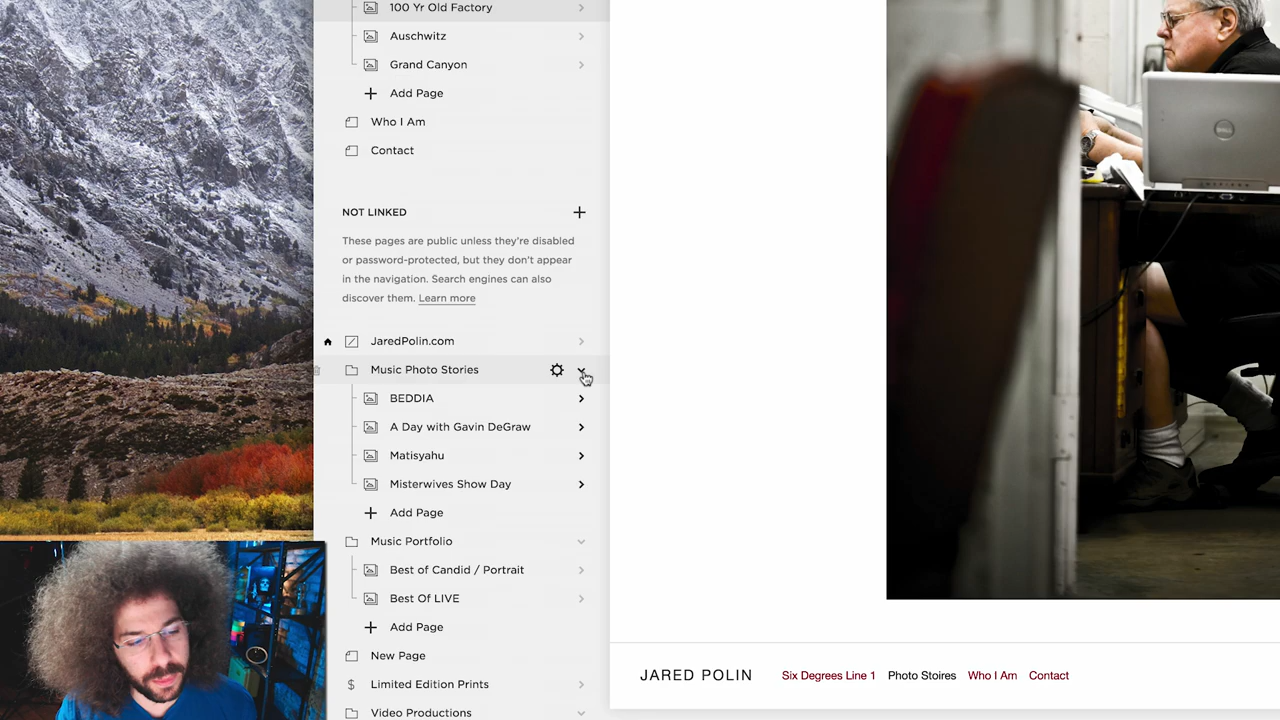 100 Yr Old Factory
Auschwitz
Grand Canyon
Add Page
Who I Am
Contact
NOT LINKED
These pages are public unless they're disabled
or password-protected, but they don't appear
in the navigation. Search engines can also
discover them. Learn more
JaredPolin.com
Music Photo Stories
BEDDIA
A Day with Gavin DeGraw
Matisyahu
Misterwives Show Day
Add Page
Music Portfolio
Best of Candid / Portrait
Best Of LIVE
Add Page
New Page
$ Limited Edition Prints
Video Productions
DELL
JARED POLIN Six Degrees Line 1 Photo Stoires Who I Am Contact